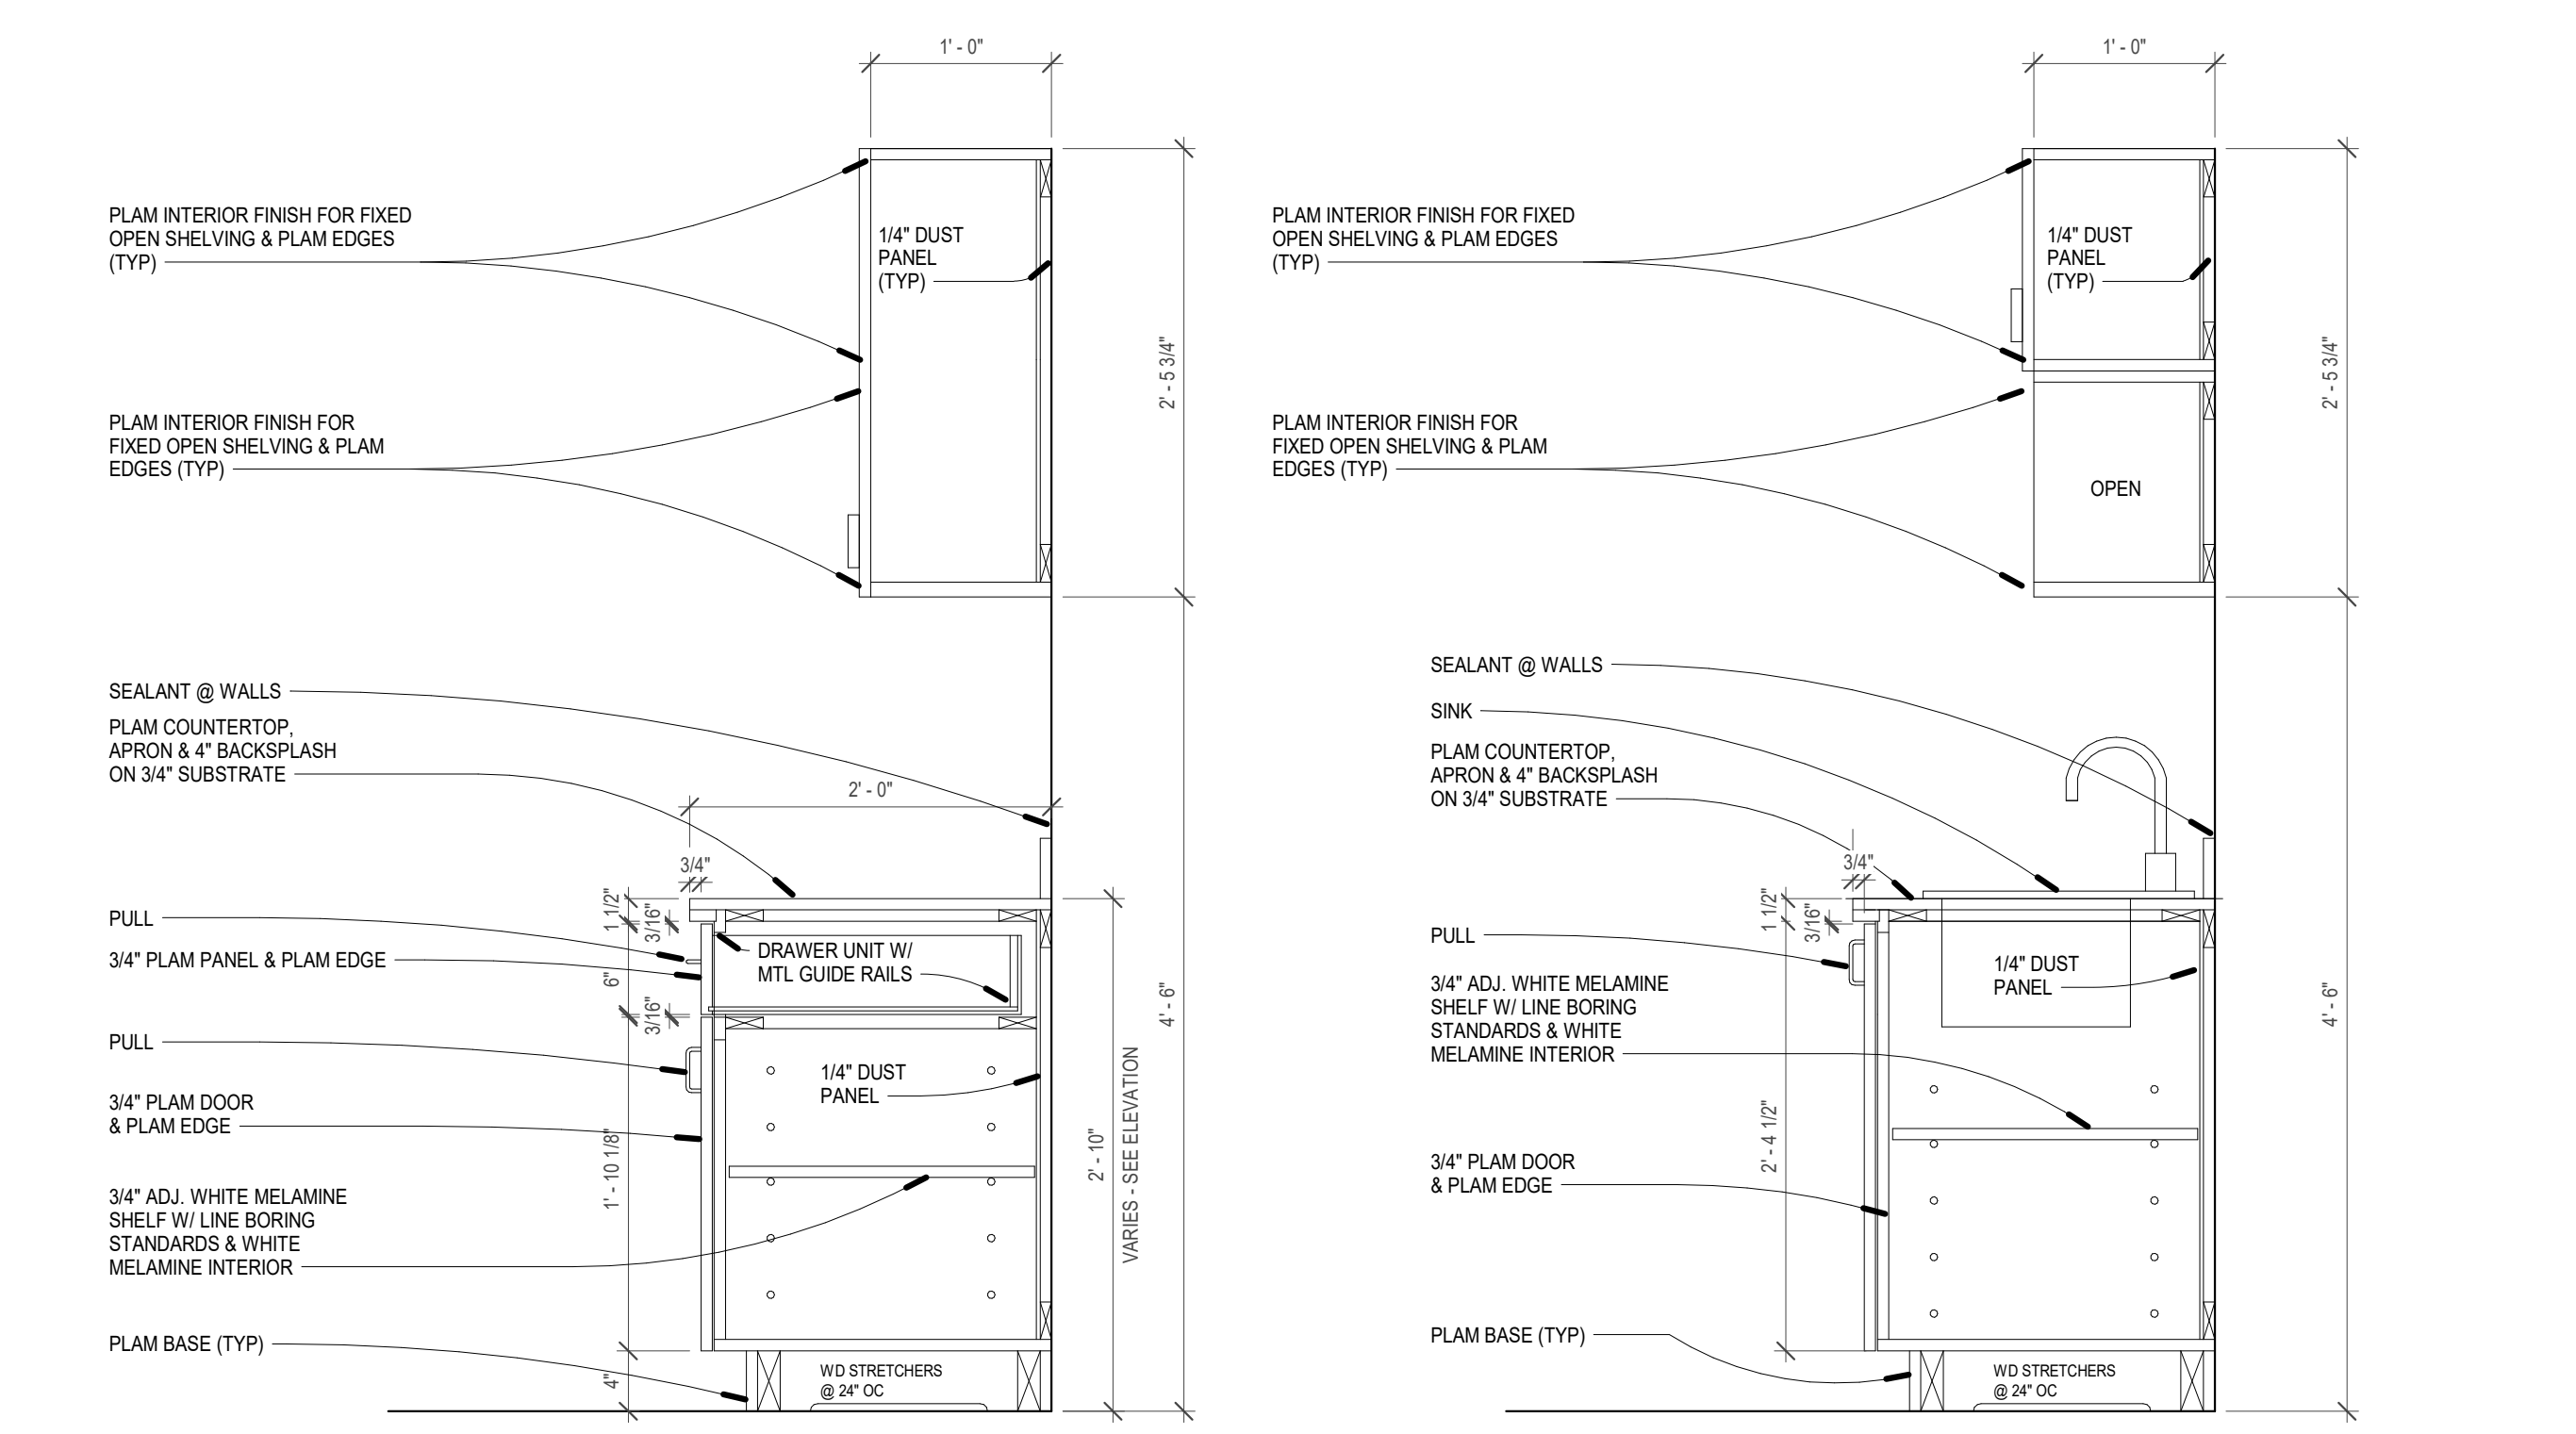 1' - 0"
PLAM INTERIOR FINISH FOR FIXED
OPEN SHELVING & PLAM EDGES
(TYP)
1/4" DUST
PANEL
(TYP)
2' - 5 3/4"
PLAM INTERIOR FINISH FOR
FIXED OPEN SHELVING & PLAM
EDGES (TYP)
SEALANT @ WALLS
PLAM COUNTERTOP,
APRON & 4" BACKSPLASH
ON 3/4" SUBSTRATE
2' - 0"
3/4"
1 1/2"
3/16"
PULL
3/4" PLAM PANEL & PLAM EDGE
DRAWER UNIT W/
MTL GUIDE RAILS
6"
3/16"
4' - 6"
PULL
1/4" DUST
PANEL
3/4" PLAM DOOR
& PLAM EDGE
1' - 10 1/8"
2' - 10"
VARIES - SEE ELEVATION
3/4" ADJ. WHITE MELAMINE
SHELF W/ LINE BORING
STANDARDS & WHITE
MELAMINE INTERIOR
PLAM BASE (TYP)
4"
WD STRETCHERS
@ 24" OC
1' - 0"
PLAM INTERIOR FINISH FOR FIXED
OPEN SHELVING & PLAM EDGES
(TYP)
1/4" DUST
PANEL
(TYP)
2' - 5 3/4"
PLAM INTERIOR FINISH FOR
FIXED OPEN SHELVING & PLAM
EDGES (TYP)
OPEN
SEALANT @ WALLS
SINK
PLAM COUNTERTOP,
APRON & 4" BACKSPLASH
ON 3/4" SUBSTRATE
3/4"
1 1/2"
3/16"
PULL
1/4" DUST
PANEL
3/4" ADJ. WHITE MELAMINE
SHELF W/ LINE BORING
STANDARDS & WHITE
MELAMINE INTERIOR
4' - 6"
2' - 4 1/2"
3/4" PLAM DOOR
& PLAM EDGE
PLAM BASE (TYP)
WD STRETCHERS
@ 24" OC